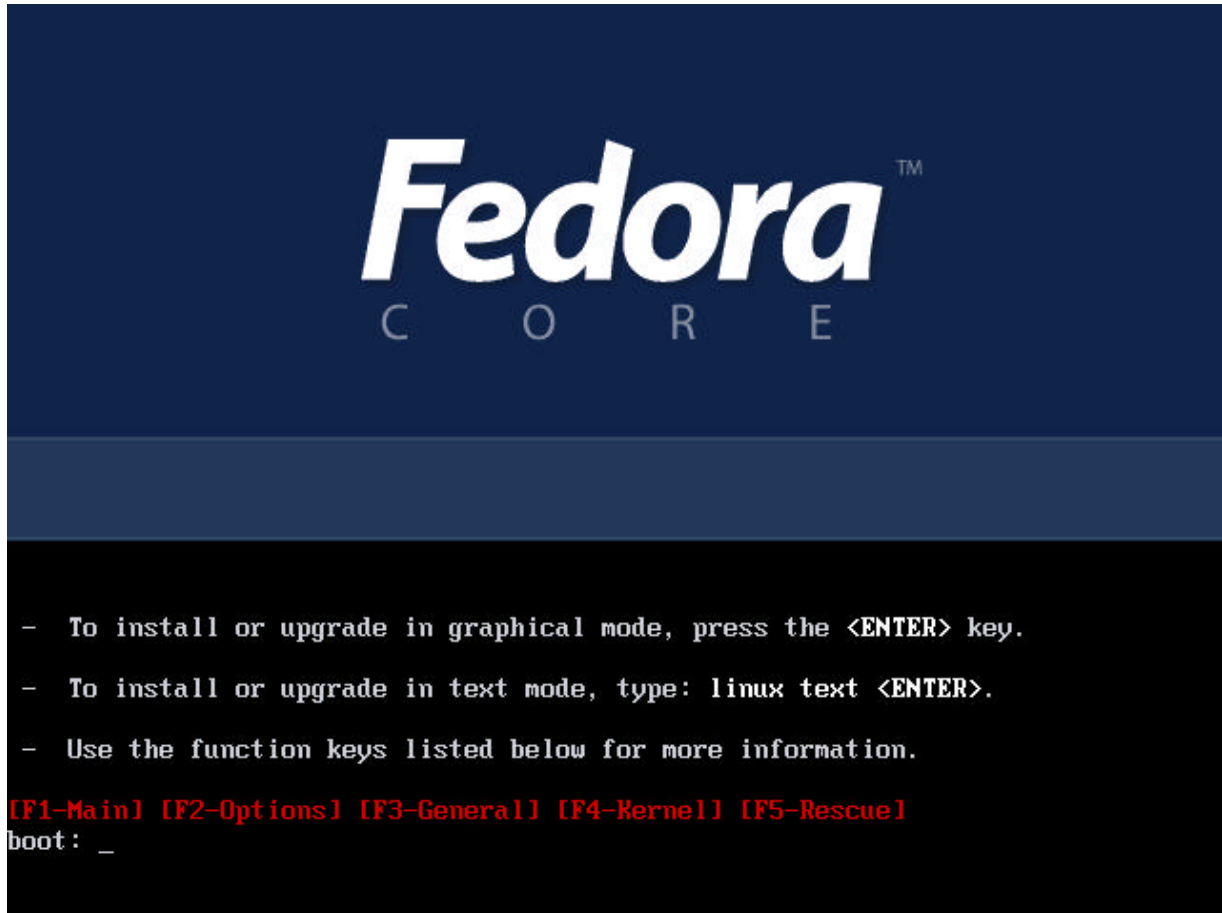 Fedora™
CORE
- To install or upgrade in graphical mode, press the <ENTER> key.
- To install or upgrade in text mode, type: linux text <ENTER>.
- Use the function keys listed below for more information.
[F1-Main] [F2-Options] [F3-General] [F4-Kernel] [F5-Rescue]
boot: _